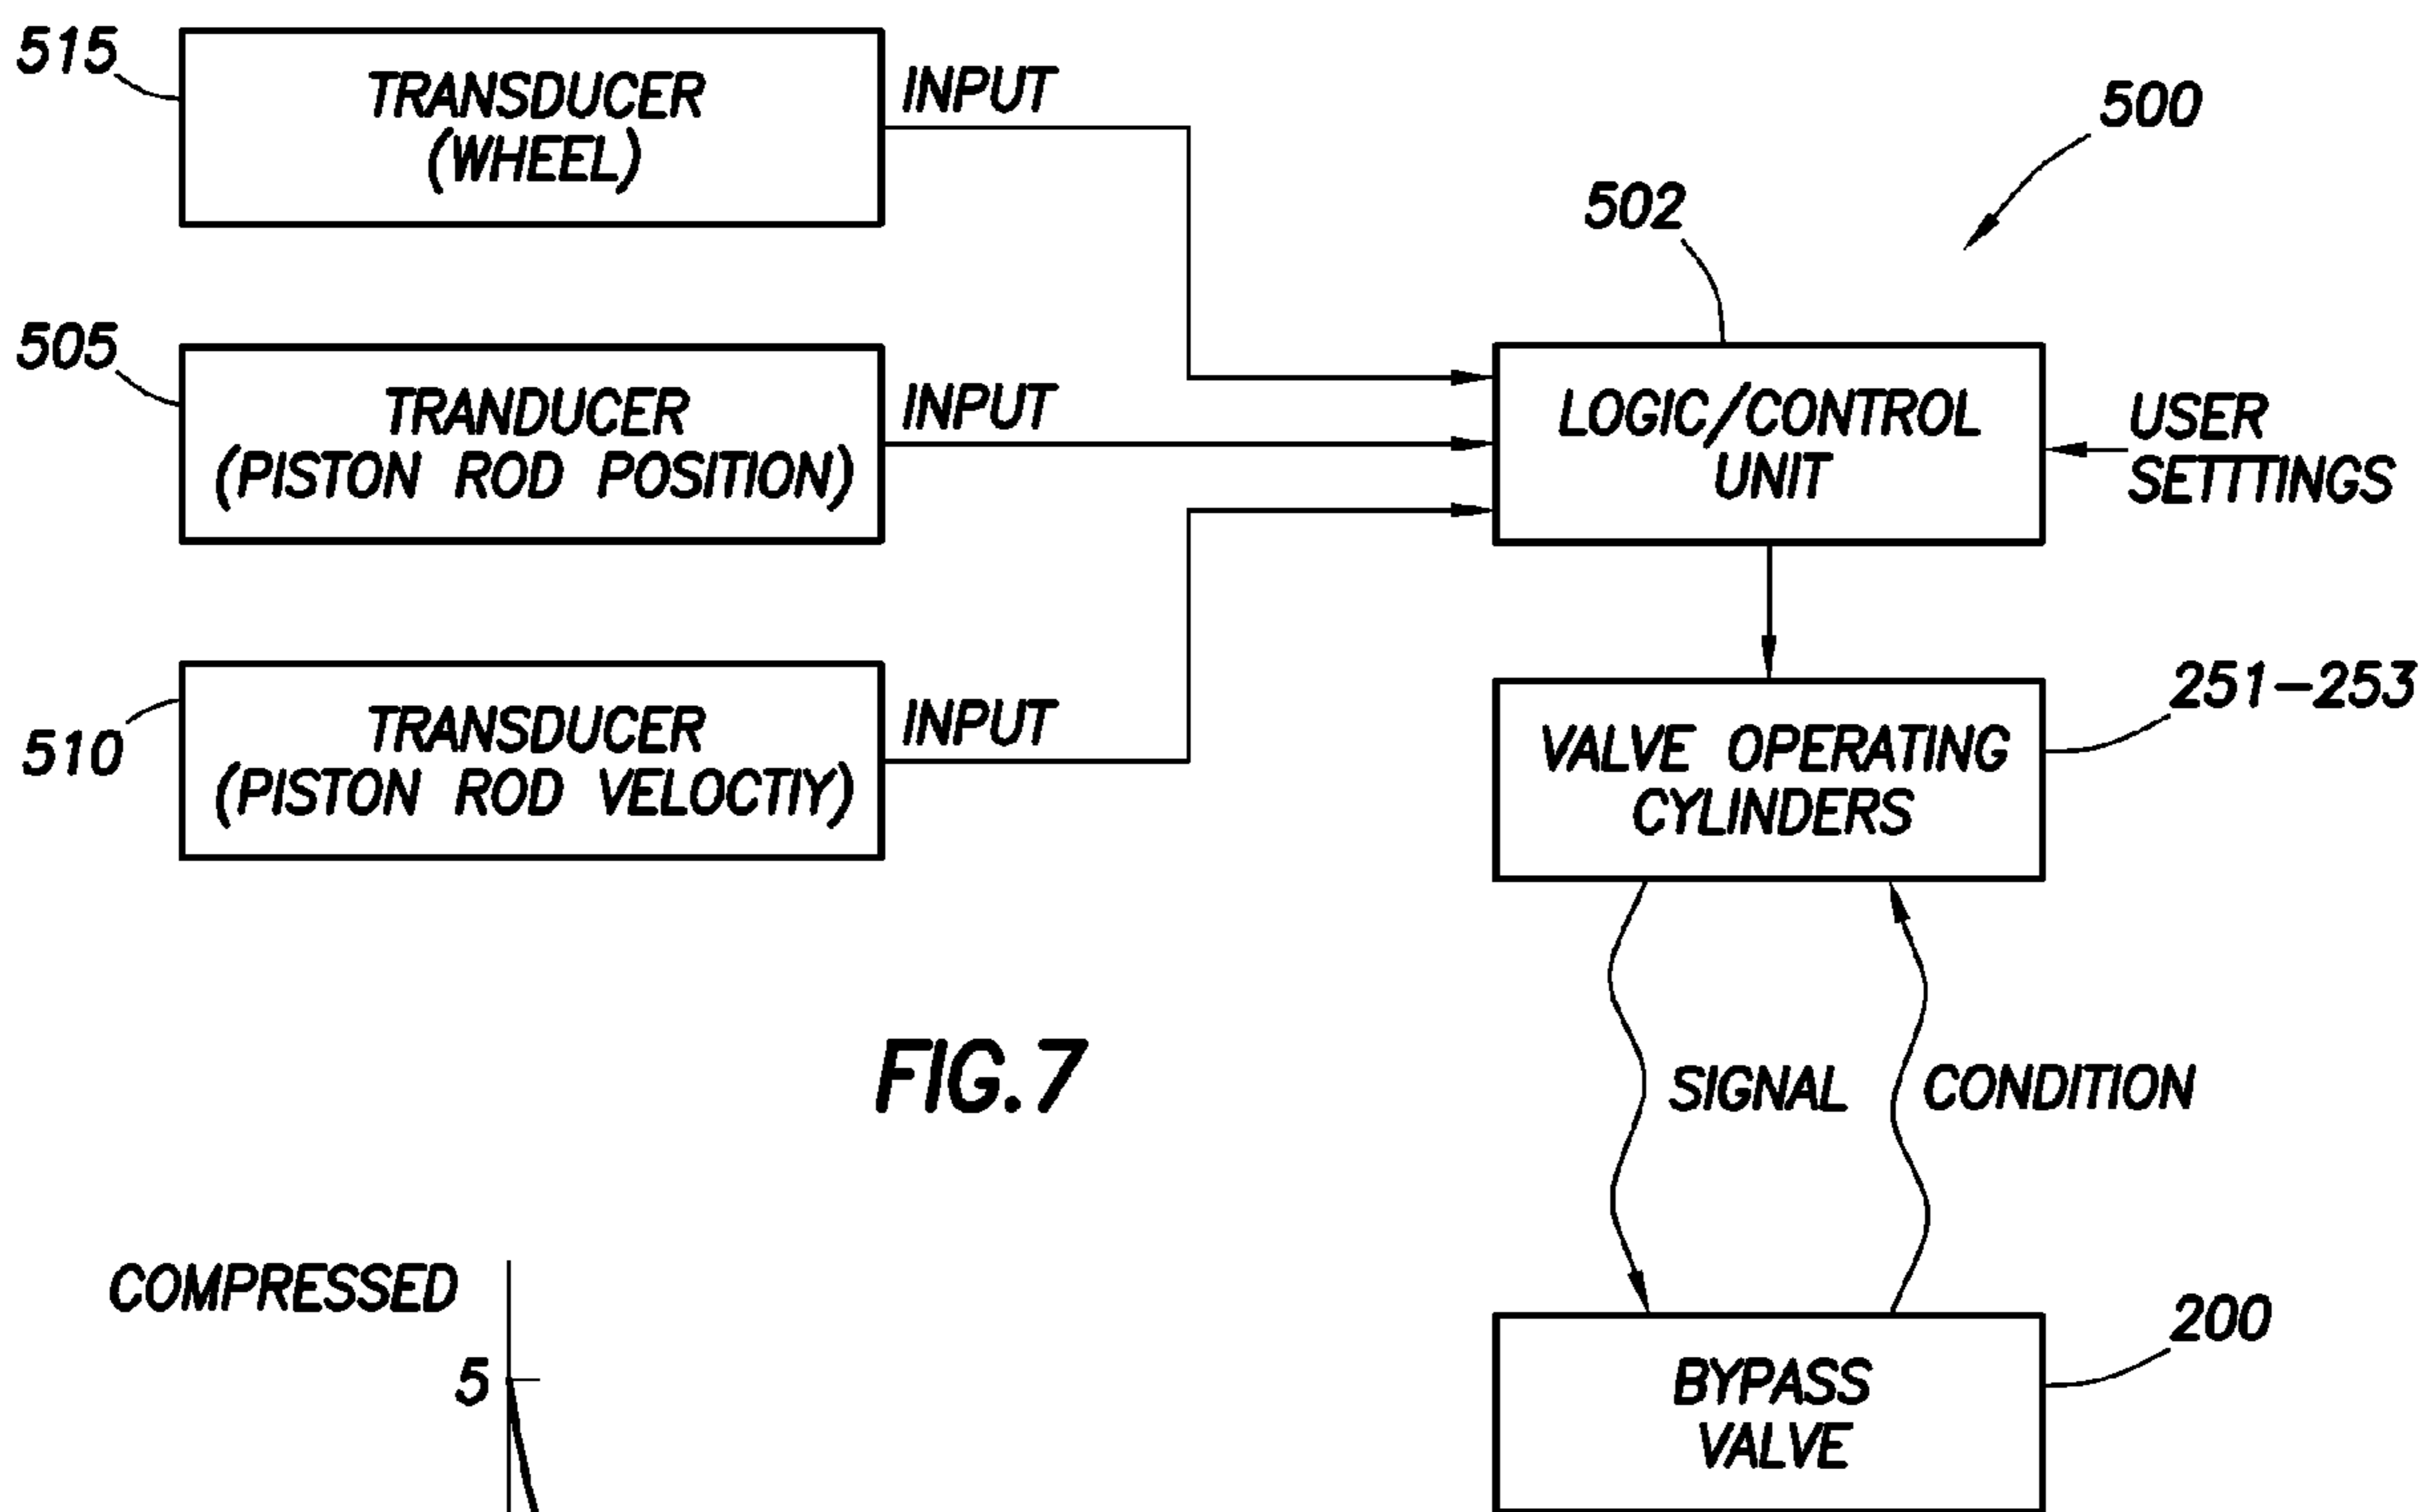 515
TRANSDUCER
(WHEEL)
INPUT
500
502
505
TRANDUCER
(PISTON ROD POSITION)
INPUT
LOGIC/CONTROL
UNIT
USER
SETTTINGS
510
TRANSDUCER
(PISTON ROD VELOCTIY)
INPUT
VALVE OPERATING
CYLINDERS
251-253
SIGNAL
CONDITION
FIG.7
BYPASS
VALVE
200
COMPRESSED
5